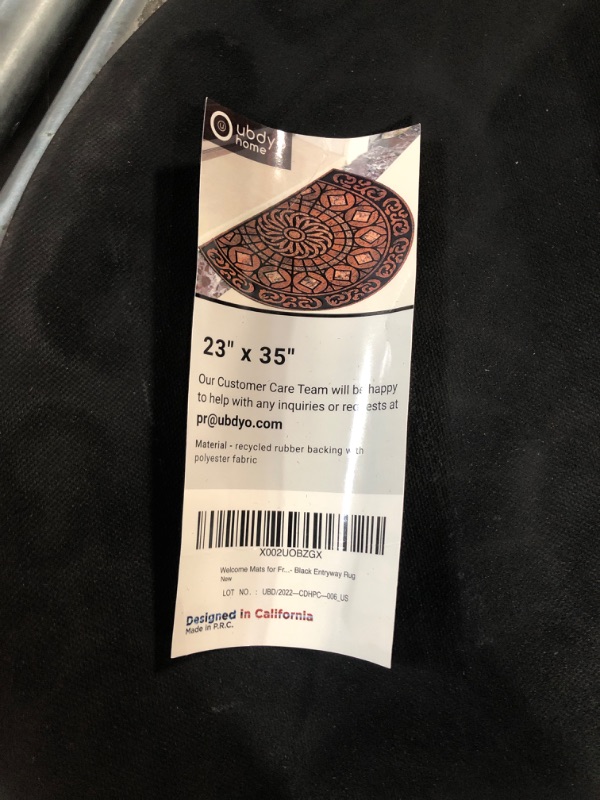 ubdyo
home
23" x 35"
Our Customer Care Team will be happy
to help with any inquiries or requests at
pr@ubdyo.com
Material - recycled rubber backing with
polyester fabric
X002UOBZGX
Welcome Mats for Fr...- Black Entryway Rug
New
LOT NO. : UBD/2022-CDHPC-006_US
Designed in California
Made in P.R.C.